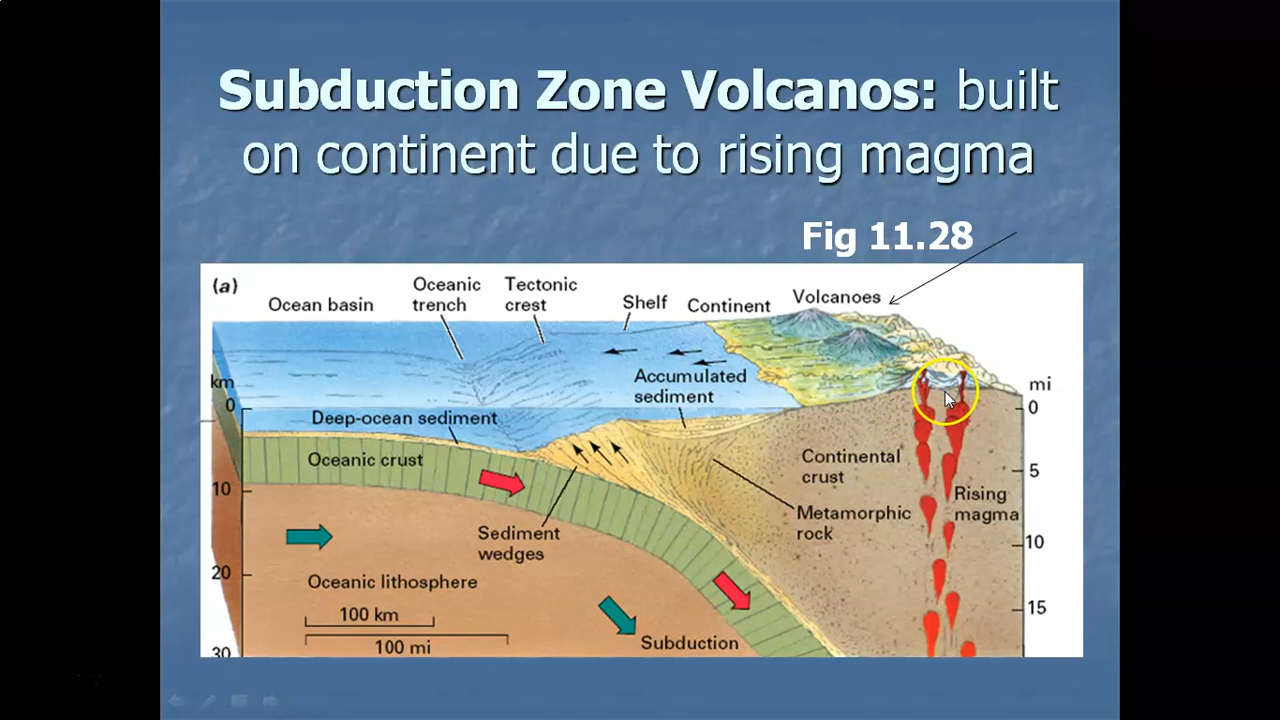 Subduction Zone Volcanos: built
on continent due to rising magma
Fig 11.28
(a)
Ocean basin
Oceanic
trench
Tectonic
crest
Shelf
Continent
Volcanoes
km
0
10
20
30
Accumulated
sediment
Deep-ocean sediment
Oceanic crust
Continental
crust
Rising
magma
Metamorphic
rock
Sediment
wedges
Oceanic lithosphere
100 km
100 mi
Subduction
mi
0
5
10
15